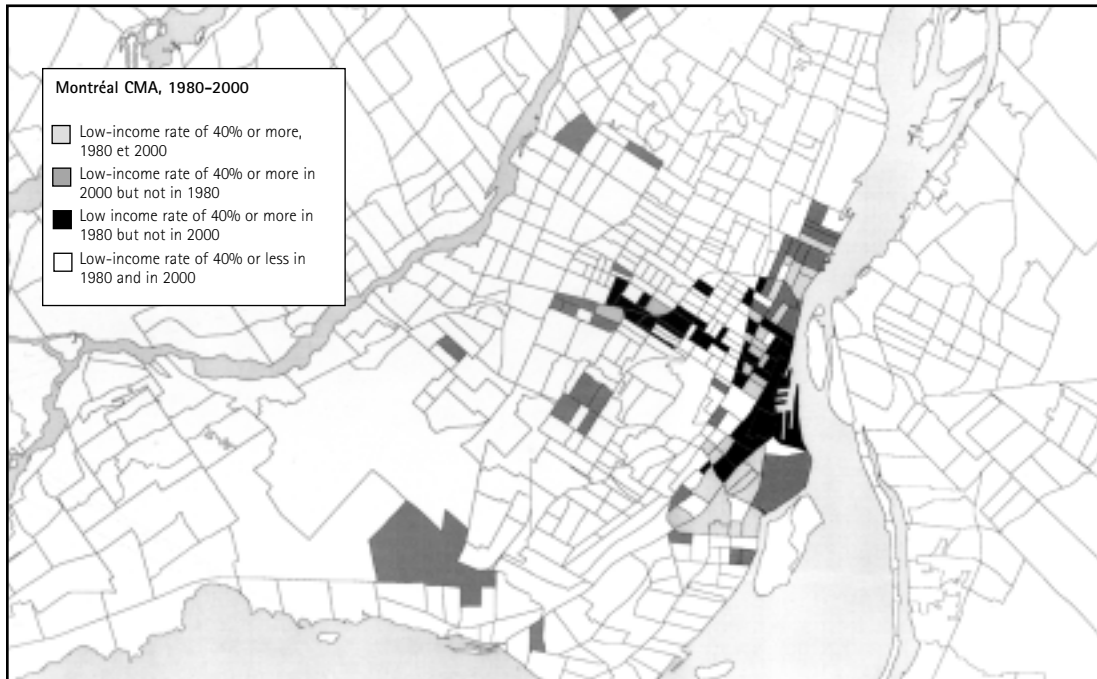 Montréal CMA, 1980–2000
Low-income rate of 40% or more,
1980 et 2000
Low-income rate of 40% or more in
2000 but not in 1980
Low income rate of 40% or more in
1980 but not in 2000
Low-income rate of 40% or less in
1980 and in 2000